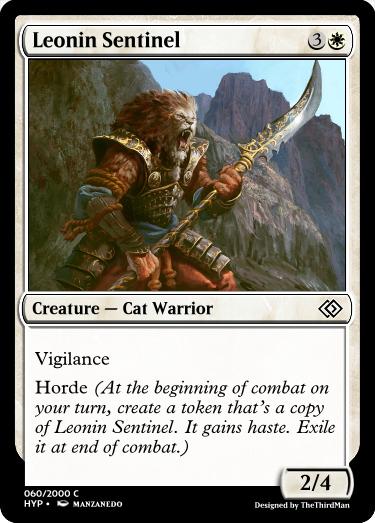 Leonin Sentinel 3
Creature — Cat Warrior
Vigilance
Horde (At the beginning of combat on
your turn, create a token that's a copy
of Leonin Sentinel. It gains haste. Exile
it at end of combat.)
2/4
060/2000 C
HYP • MANZANEDO
Designed by TheThirdMan